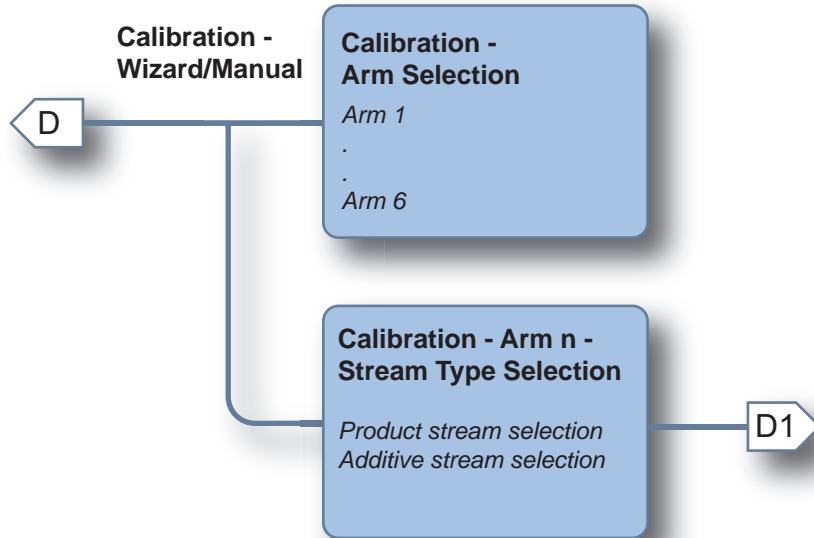 Calibration -
Wizard/Manual
D
Calibration -
Arm Selection
Arm 1
.
.
Arm 6
Calibration - Arm n -
Stream Type Selection
Product stream selection
Additive stream selection
D1